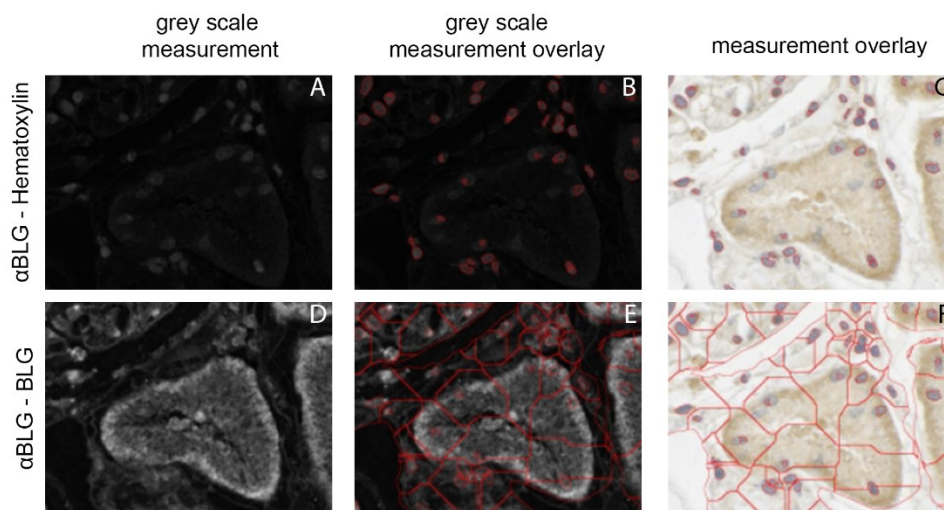 grey scale
measurement
grey scale
measurement overlay
measurement overlay
αBLG - Hematoxylin
A
B
C
αBLG - BLG
D
E
F